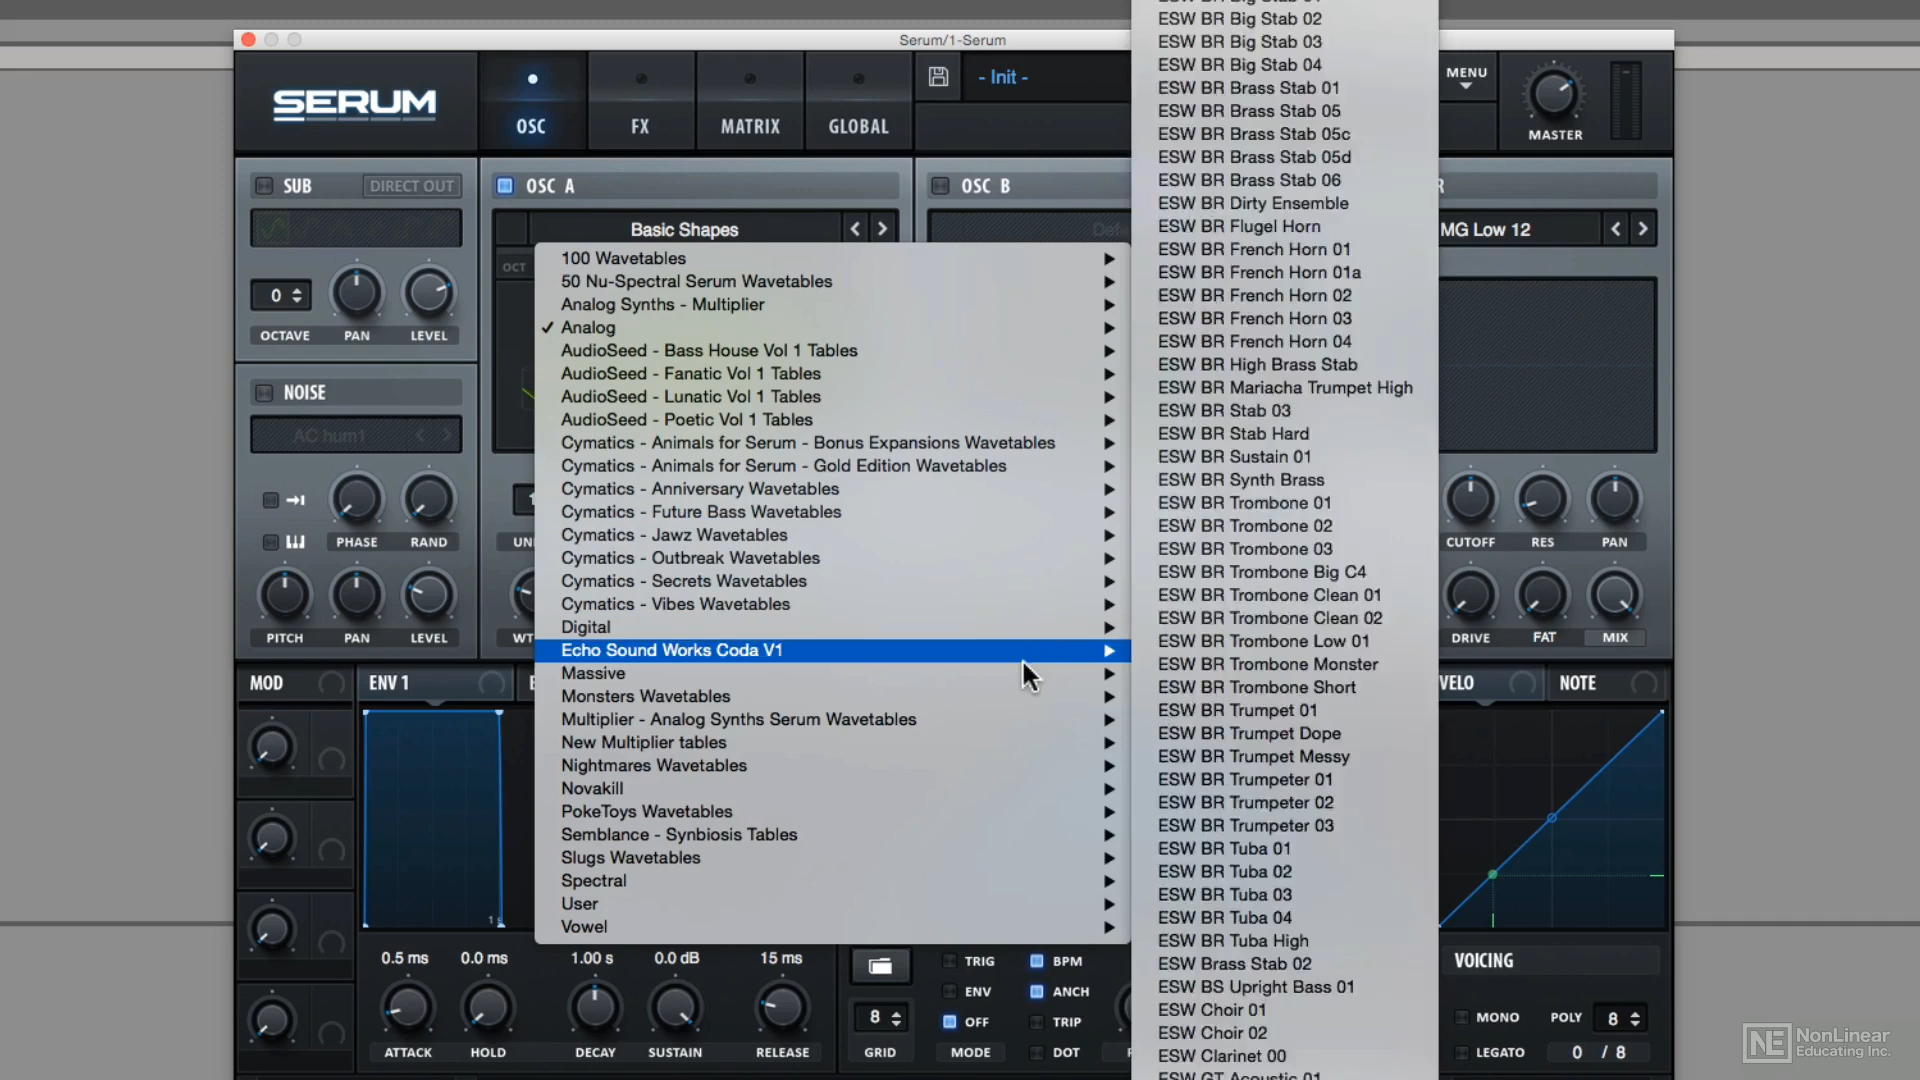 Serum/1-Serum
SERUM
OSC
FX
MATRIX
GLOBAL
- Init -
MENU
MASTER
SUB
DIRECT OUT
OSC A
OSC B
Basic Shapes
MG Low 12
OCT
0
OCTAVE
PAN
LEVEL
NOISE
AC hum1
PHASE
RAND
PITCH
PAN
LEVEL
100 Wavetables
50 Nu-Spectral Serum Wavetables
Analog Synths - Multiplier
✓ Analog
AudioSeed - Bass House Vol 1 Tables
AudioSeed - Fanatic Vol 1 Tables
AudioSeed - Lunatic Vol 1 Tables
AudioSeed - Poetic Vol 1 Tables
Cymatics - Animals for Serum - Bonus Expansions Wavetables
Cymatics - Animals for Serum - Gold Edition Wavetables
Cymatics - Anniversary Wavetables
Cymatics - Future Bass Wavetables
Cymatics - Jawz Wavetables
Cymatics - Outbreak Wavetables
Cymatics - Secrets Wavetables
Cymatics - Vibes Wavetables
Digital
Echo Sound Works Coda V1
Massive
Monsters Wavetables
Multiplier - Analog Synths Serum Wavetables
New Multiplier tables
Nightmares Wavetables
Novakill
PokeToys Wavetables
Semblance - Synbiosis Tables
Slugs Wavetables
Spectral
User
Vowel
ESW BR Big Stab 02
ESW BR Big Stab 03
ESW BR Big Stab 04
ESW BR Brass Stab 01
ESW BR Brass Stab 05
ESW BR Brass Stab 05c
ESW BR Brass Stab 05d
ESW BR Brass Stab 06
ESW BR Dirty Ensemble
ESW BR Flugel Horn
ESW BR French Horn 01
ESW BR French Horn 01a
ESW BR French Horn 02
ESW BR French Horn 03
ESW BR French Horn 04
ESW BR High Brass Stab
ESW BR Mariacha Trumpet High
ESW BR Stab 03
ESW BR Stab Hard
ESW BR Sustain 01
ESW BR Synth Brass
ESW BR Trombone 01
ESW BR Trombone 02
ESW BR Trombone 03
ESW BR Trombone Big C4
ESW BR Trombone Clean 01
ESW BR Trombone Clean 02
ESW BR Trombone Low 01
ESW BR Trombone Monster
ESW BR Trombone Short
ESW BR Trumpet 01
ESW BR Trumpet Dope
ESW BR Trumpet Messy
ESW BR Trumpeter 01
ESW BR Trumpeter 02
ESW BR Trumpeter 03
ESW BR Tuba 01
ESW BR Tuba 02
ESW BR Tuba 03
ESW BR Tuba 04
ESW BR Tuba High
ESW Brass Stab 02
ESW BS Upright Bass 01
ESW Choir 01
ESW Choir 02
ESW Clarinet 00
ESW GT Acoustic 01
CUTOFF
RES
PAN
DRIVE
FAT
MIX
MOD
ENV 1
VELO
NOTE
0.5 ms
0.0 ms
1.00 s
0.0 dB
15 ms
ATTACK
HOLD
DECAY
SUSTAIN
RELEASE
8
GRID
TRIG
ENV
OFF
MODE
BPM
ANCH
TRIP
DOT
VOICING
MONO
POLY
8
LEGATO
0 / 8
NE
NonLinear
Educating Inc.